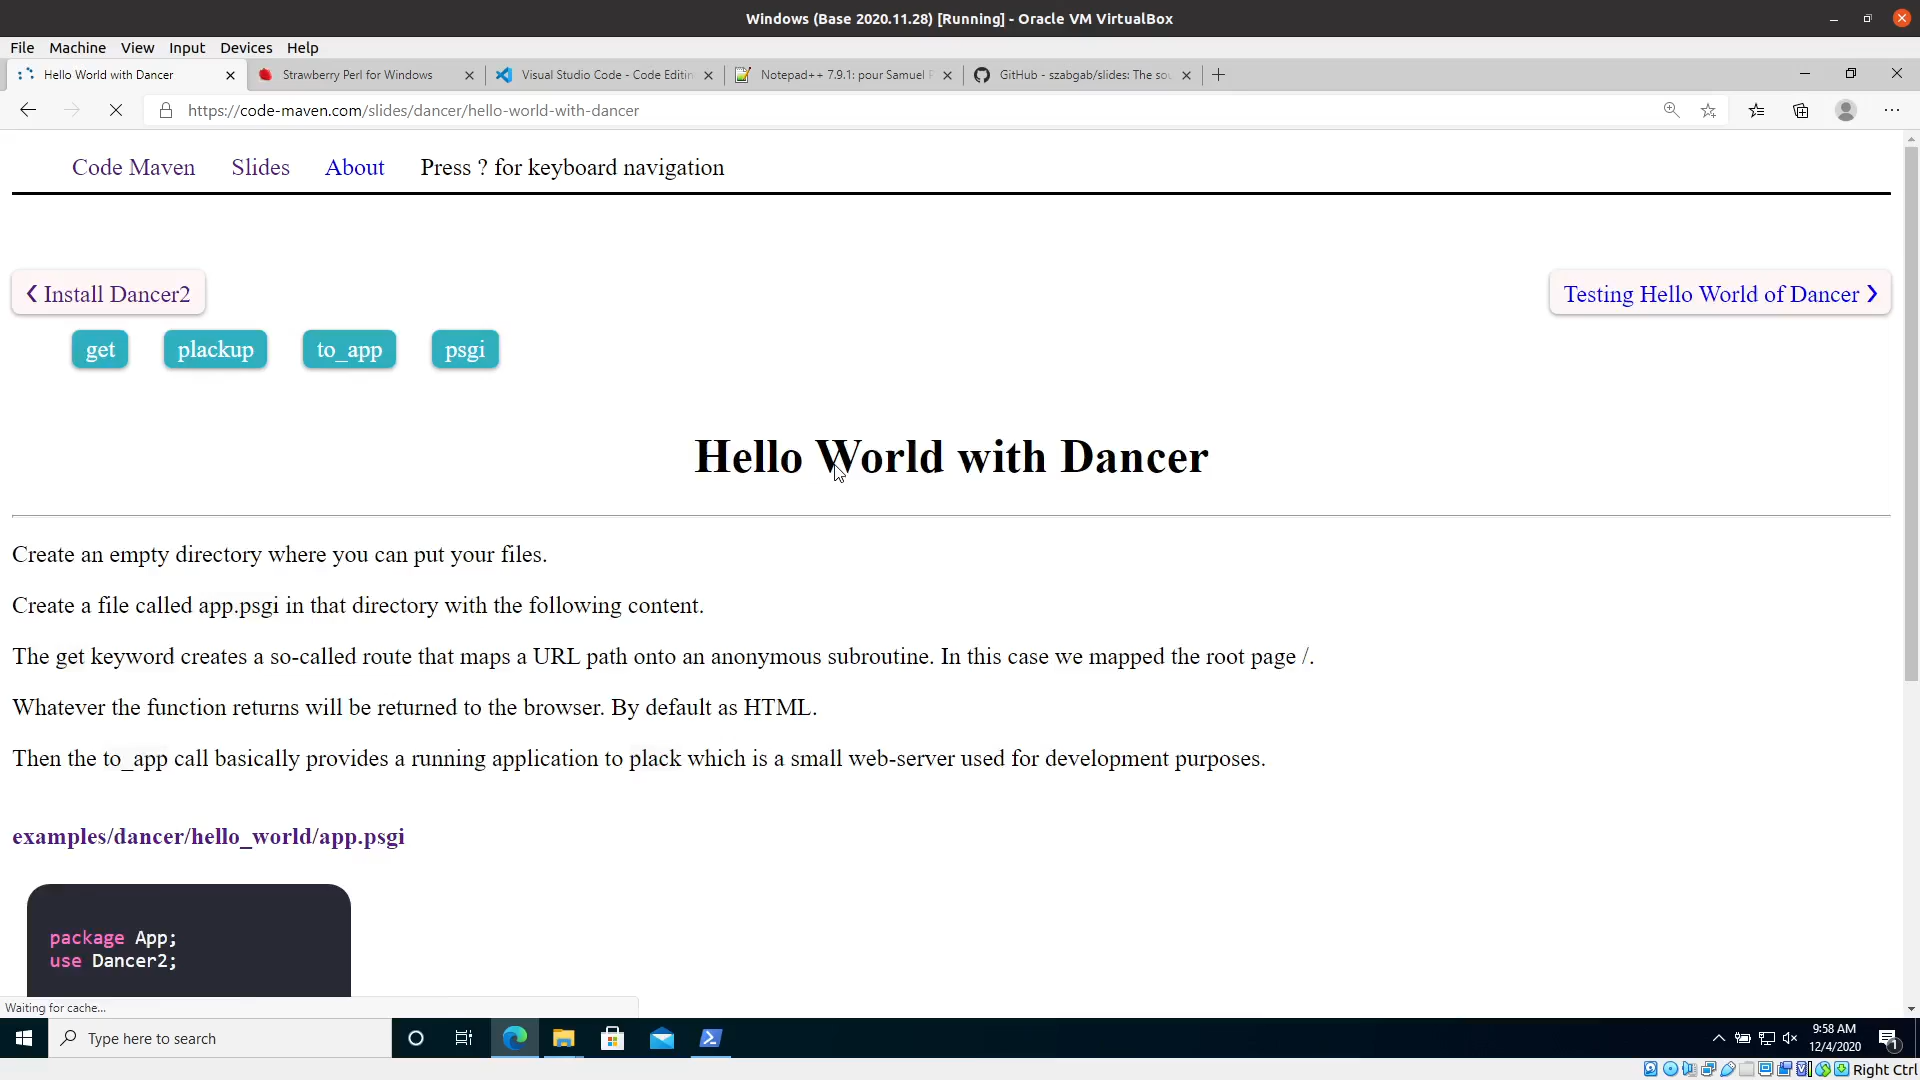 Windows (Base 2020.11.28) [Running] - Oracle VM VirtualBox
File Machine View Input Devices Help
Hello World with Dancer
Strawberry Perl for Windows
Visual Studio Code - Code Editin
Notepad++ 7.9.1: pour Samuel
GitHub - szabgab/slides: The sou
https://code-maven.com/slides/dancer/hello-world-with-dancer
Code Maven Slides About Press ? for keyboard navigation
❮ Install Dancer2
Testing Hello World of Dancer ❯
get plackup to_app psgi
Hello World with Dancer
Create an empty directory where you can put your files.
Create a file called app.psgi in that directory with the following content.
The get keyword creates a so-called route that maps a URL path onto an anonymous subroutine. In this case we mapped the root page /.
Whatever the function returns will be returned to the browser. By default as HTML.
Then the to_app call basically provides a running application to plack which is a small web-server used for development purposes.
examples/dancer/hello_world/app.psgi
package App;
use Dancer2;
Waiting for cache...
Type here to search
9:58 AM
12/4/2020
1
Right Ctrl